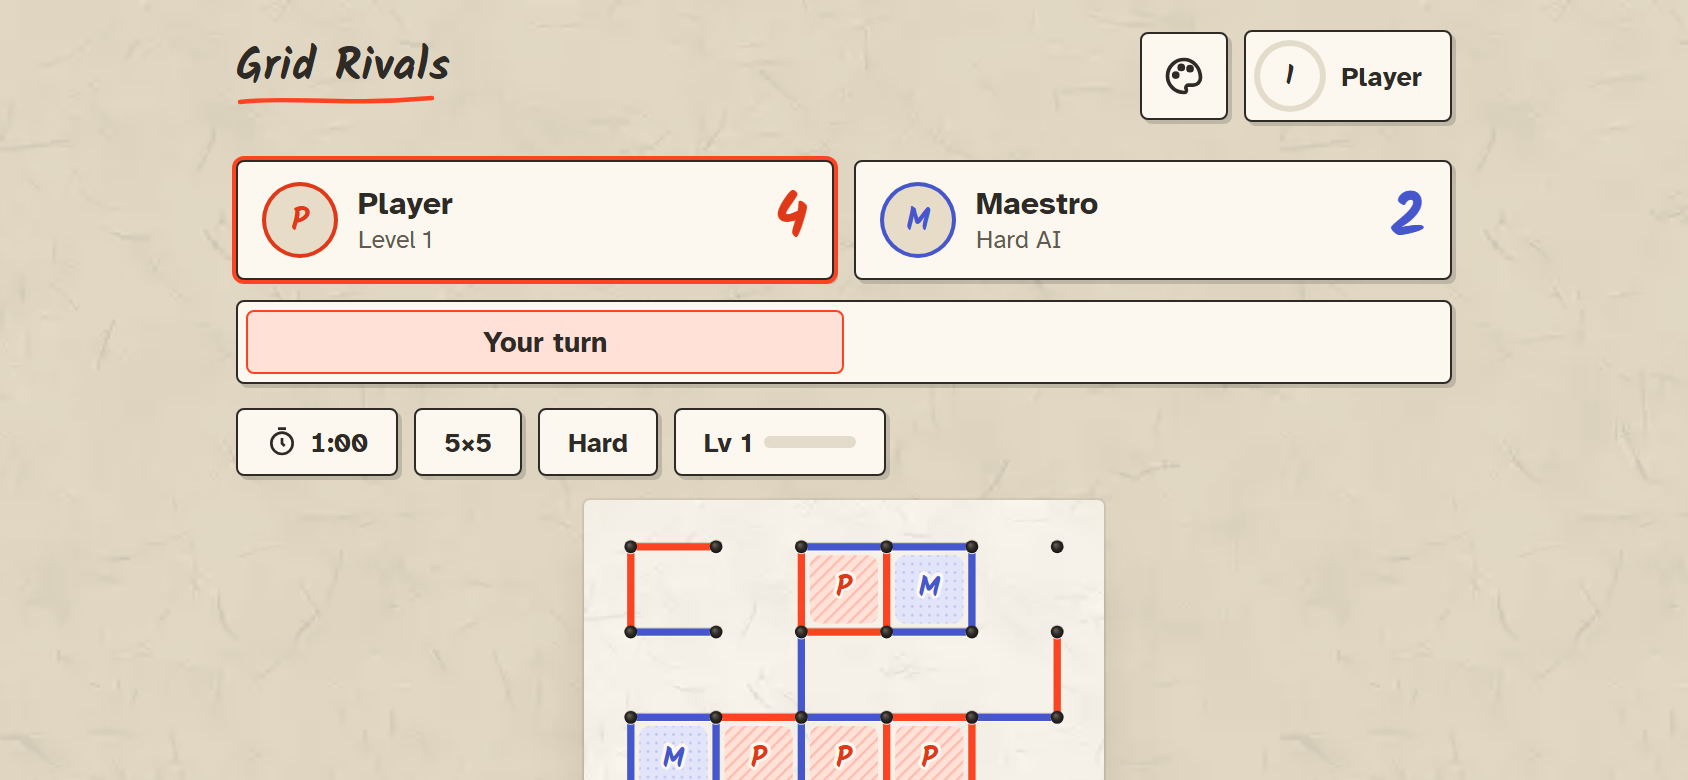 Grid Rivals
1 Player
P Player
Level 1
4
M Maestro
Hard AI
2
Your turn
1:00 5×5 Hard Lv 1
P M
M P P P